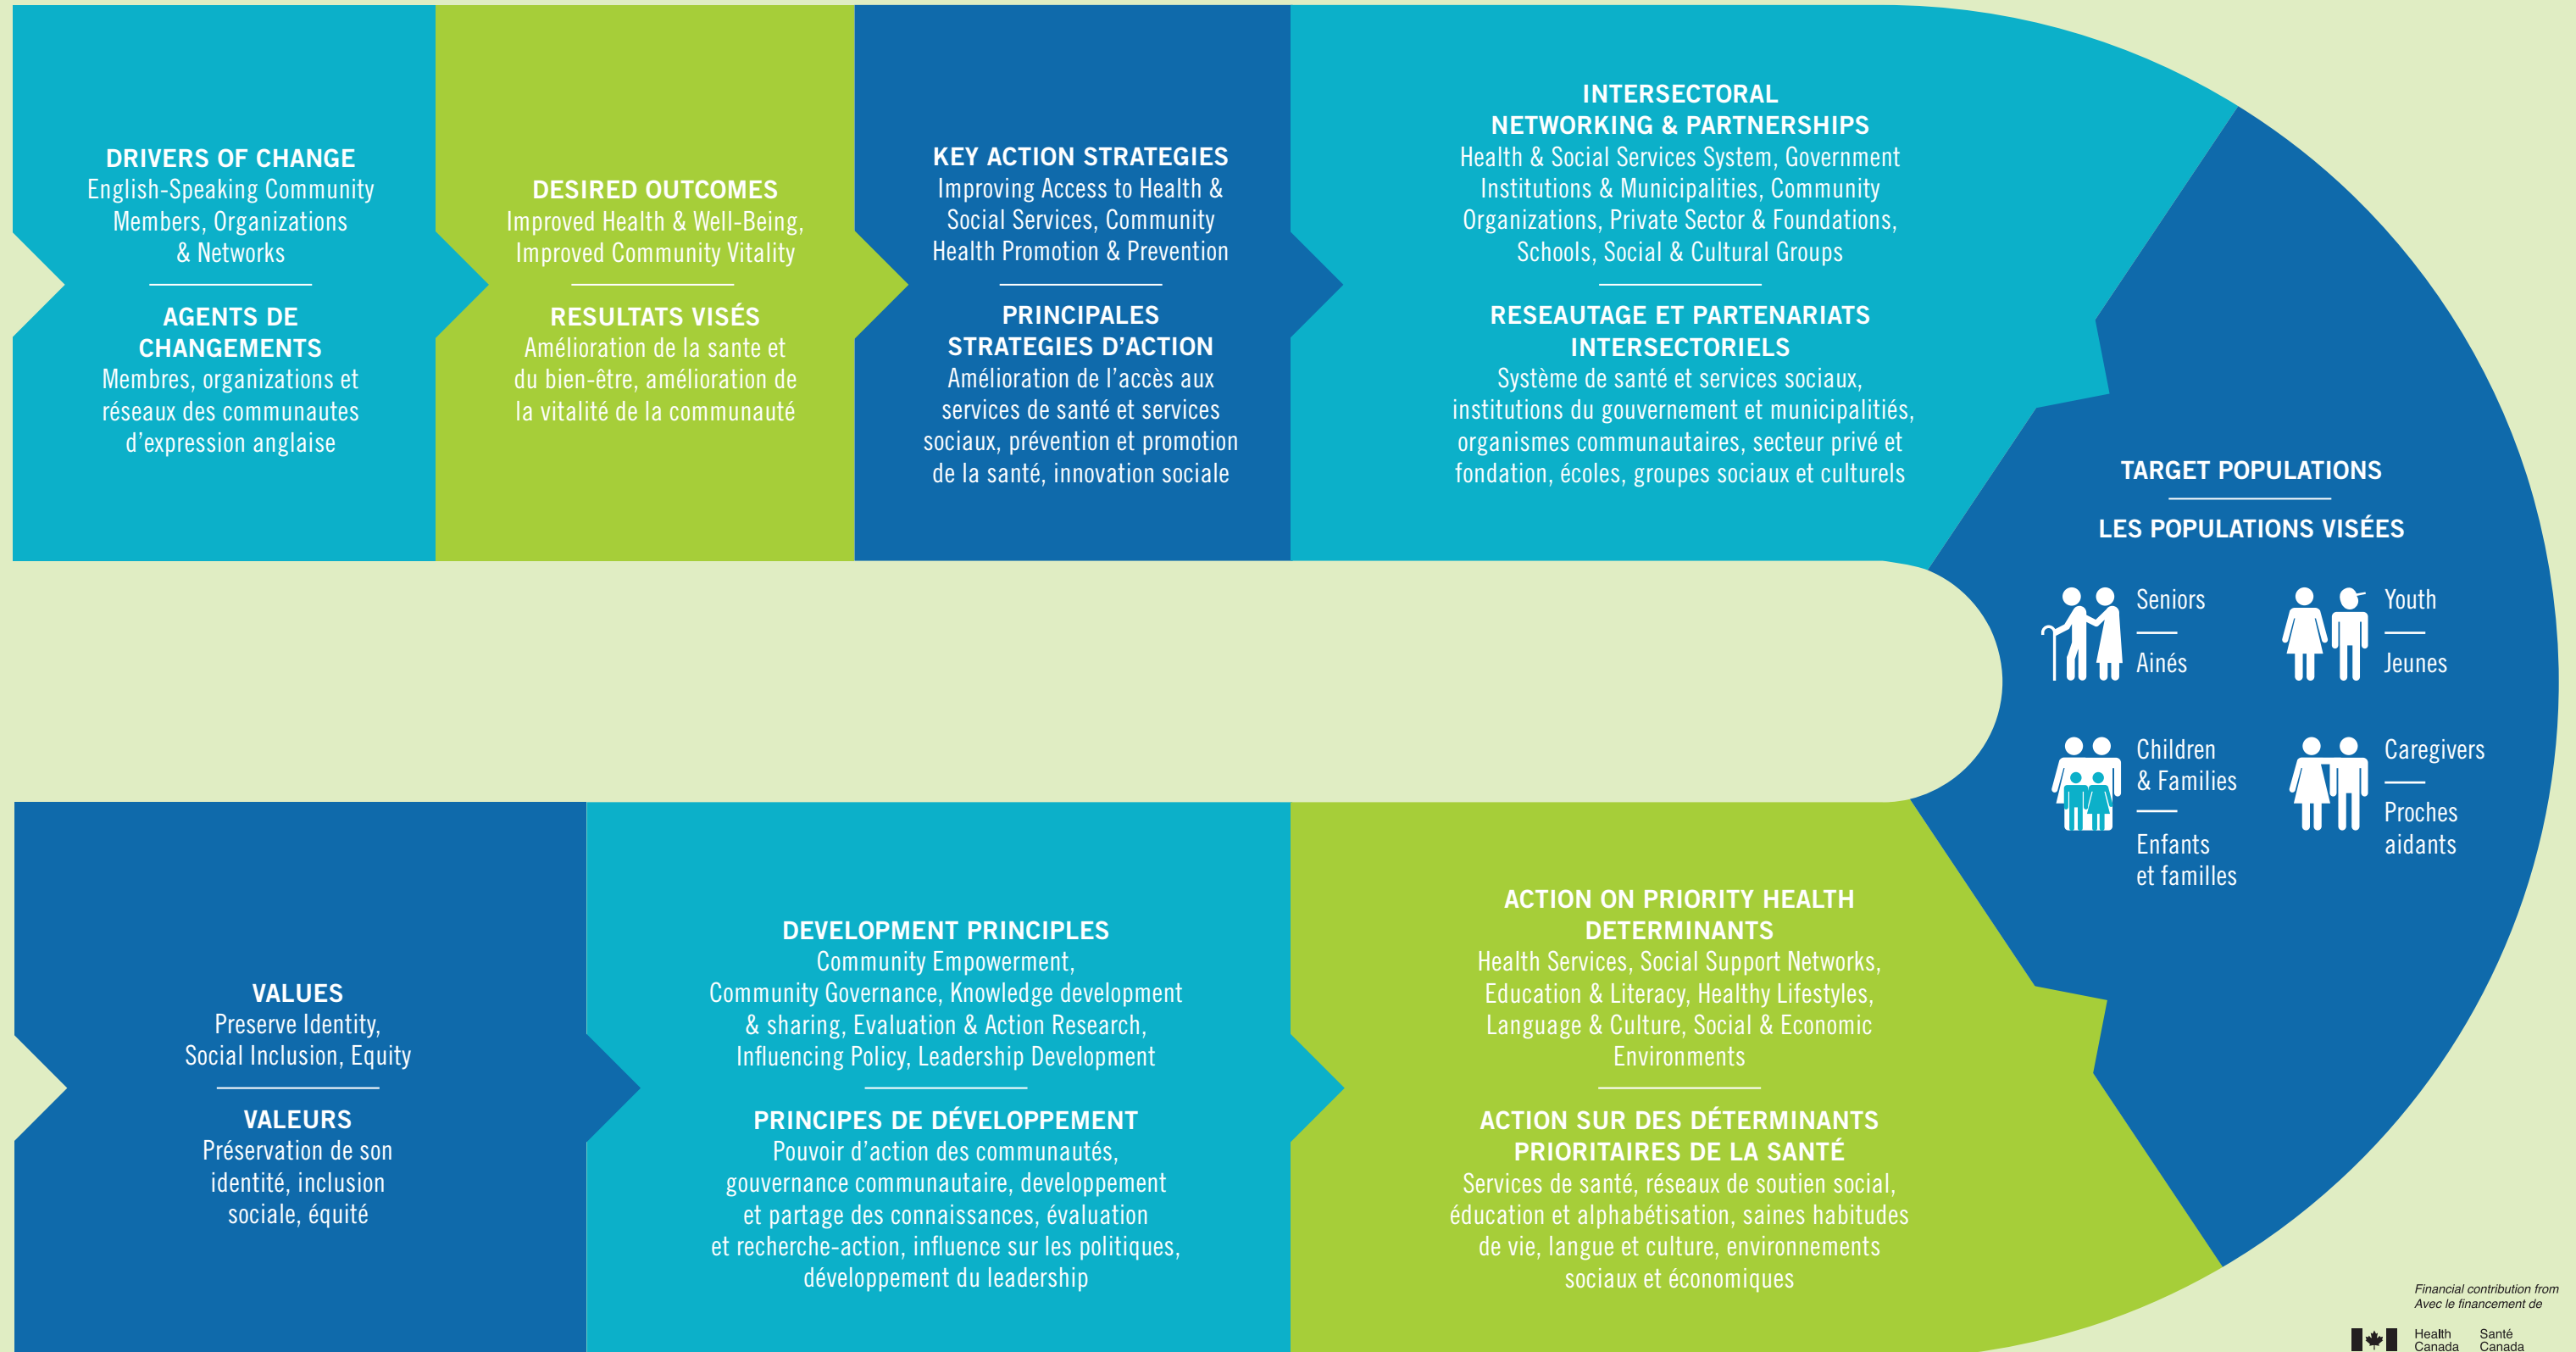 DRIVERS OF CHANGE
English-Speaking Community
Members, Organizations
& Networks
AGENTS DE
CHANGEMENTS
Membres, organizations et
réseaux des communautes
d'expression anglaise
DESIRED OUTCOMES
Improved Health & Well-Being,
Improved Community Vitality
RESULTATS VISÉS
Amélioration de la sante et
du bien-être, amélioration de
la vitalité de la communauté
KEY ACTION STRATEGIES
Improving Access to Health &
Social Services, Community
Health Promotion & Prevention
PRINCIPALES
STRATEGIES D'ACTION
Amélioration de l'accès aux
services de santé et services
sociaux, prévention et promotion
de la santé, innovation sociale
INTERSECTORAL
NETWORKING & PARTNERSHIPS
Health & Social Services System, Government
Institutions & Municipalities, Community
Organizations, Private Sector & Foundations,
Schools, Social & Cultural Groups
RESEAUTAGE ET PARTENARIATS
INTERSECTORIELS
Système de santé et services sociaux,
institutions du gouvernement et municipalitiés,
organismes communautaires, secteur privé et
fondation, écoles, groupes sociaux et culturels
TARGET POPULATIONS
LES POPULATIONS VISÉES
Seniors
Ainés
Youth
Jeunes
Children
& Families
Enfants
et familles
Caregivers
Proches
aidants
VALUES
Preserve Identity,
Social Inclusion, Equity
VALEURS
Préservation de son
identité, inclusion
sociale, équité
DEVELOPMENT PRINCIPLES
Community Empowerment,
Community Governance, Knowledge development
& sharing, Evaluation & Action Research,
Influencing Policy, Leadership Development
PRINCIPES DE DÉVELOPPEMENT
Pouvoir d'action des communautés,
gouvernance communautaire, developpement
et partage des connaissances, évaluation
et recherche-action, influence sur les politiques,
développement du leadership
ACTION ON PRIORITY HEALTH
DETERMINANTS
Health Services, Social Support Networks,
Education & Literacy, Healthy Lifestyles,
Language & Culture, Social & Economic
Environments
ACTION SUR DES DÉTERMINANTS
PRIORITAIRES DE LA SANTÉ
Services de santé, réseaux de soutien social,
éducation et alphabétisation, saines habitudes
de vie, langue et culture, environnements
sociaux et économiques
Financial contribution from
Avec le financement de
Health Santé
Canada Canada